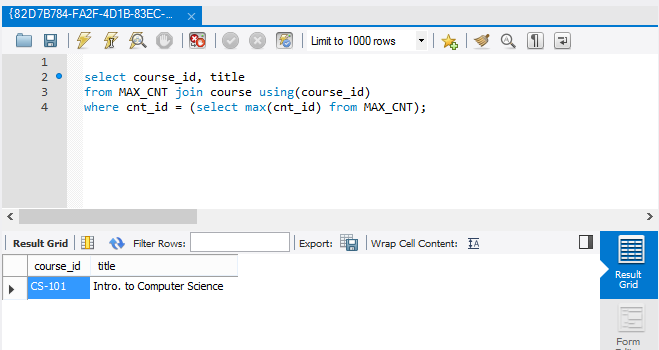 {82D7B784-FA2F-4D1B-83EC-...
Limit to 1000 rows
1
2 select course_id, title
3 from MAX_CNT join course using(course_id)
4 where cnt_id = (select max(cnt_id) from MAX_CNT);
Result Grid Filter Rows: Export: Wrap Cell Content:
course_id title
CS-101 Intro. to Computer Science
Result
Grid
Form